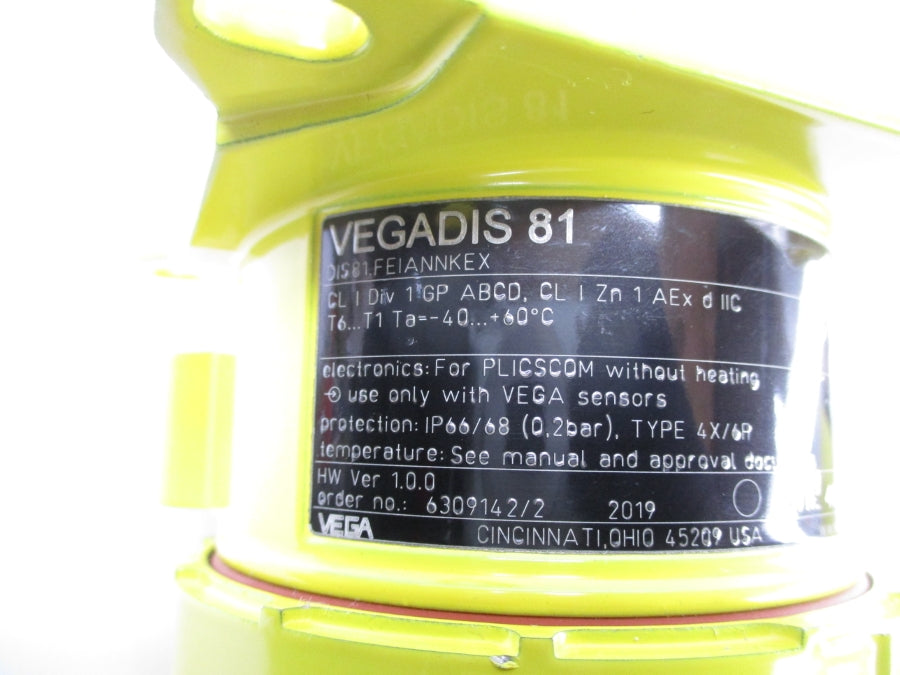 VEGADIS 81
DIS81.FEIANNKEX
CL I Div 1 GP ABCD, CL I Zn 1 AEx d IIC
T6...T1 Ta=-40...+60°C
electronics: For PLICSCOM without heating
use only with VEGA sensors
protection: IP66/68 (0,2bar), TYPE 4X/6P
temperature: See manual and approval
HW Ver 1.0.0
order no.: 6309142/2 2019
VEGA CINCINNATI, OHIO 45209 USA